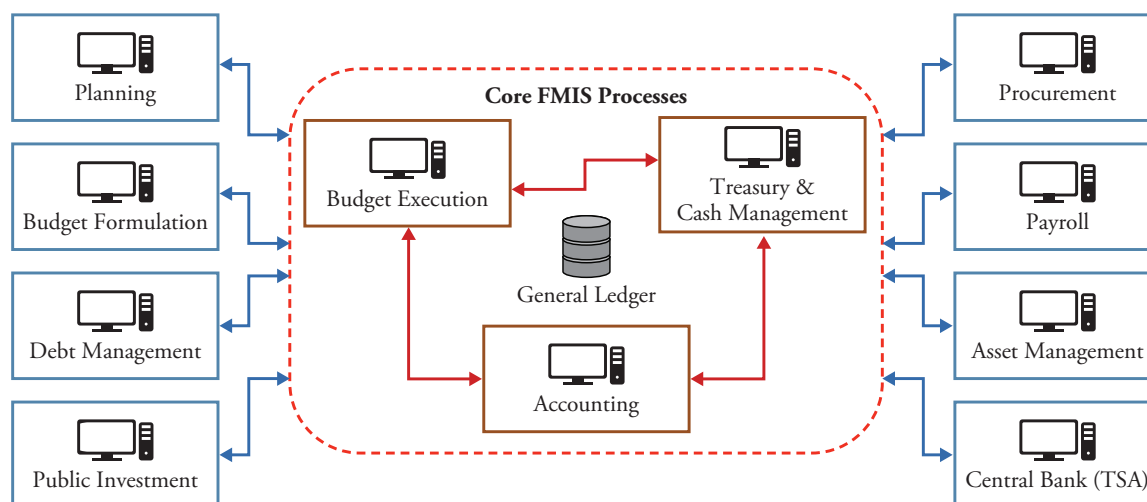 Core FMIS Processes
Planning
Budget Formulation
Debt Management
Public Investment
Budget Execution
Treasury &
Cash Management
General Ledger
Accounting
Procurement
Payroll
Asset Management
Central Bank (TSA)